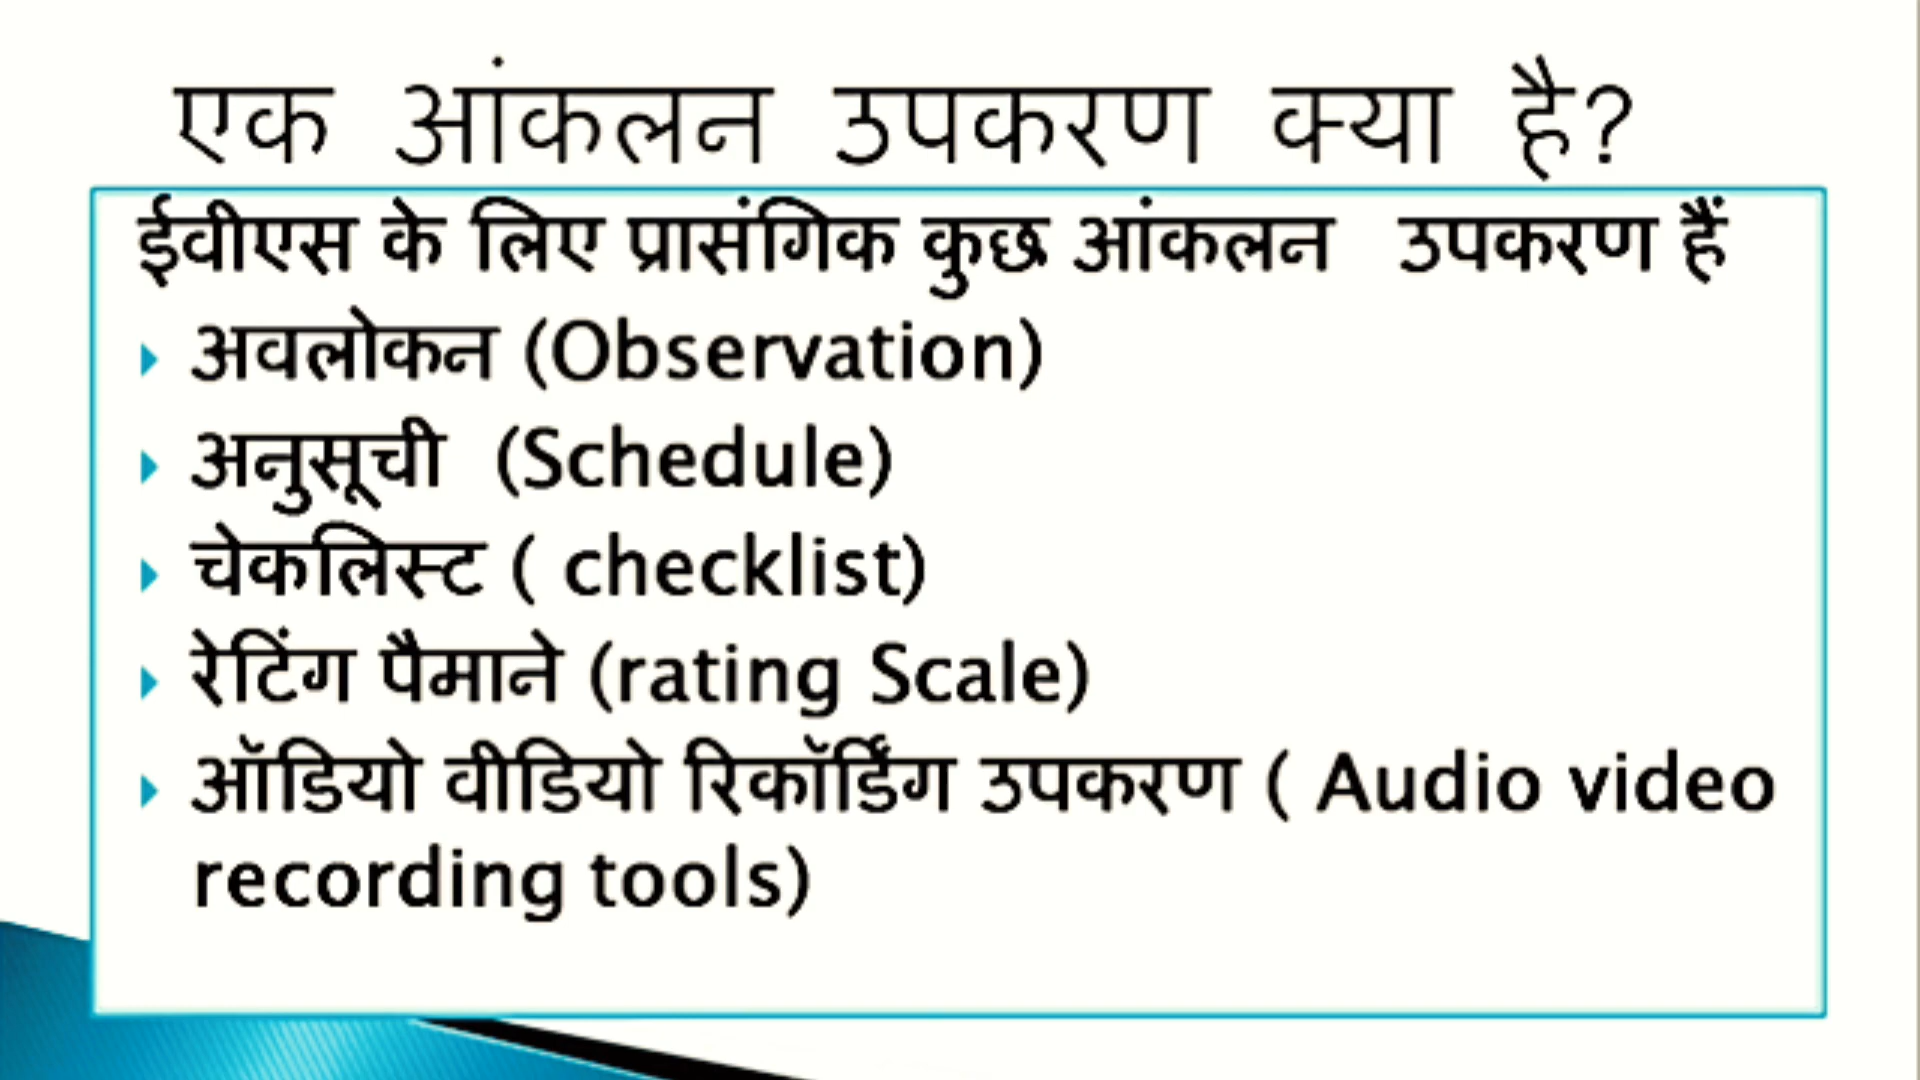 एक आंकलन उपकरण क्या है?
ईवीएस के लिए प्रासंगिक कुछ आंकलन उपकरण हैं
अवलोकन (Observation)
अनुसूची (Schedule)
चेकलिस्ट ( checklist)
रेटिंग पैमाने (rating Scale)
ऑडियो वीडियो रिकॉर्डिंग उपकरण ( Audio video
recording tools)